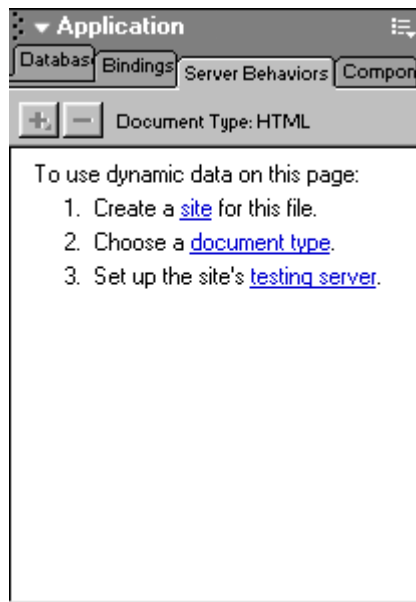 Application
Databas Bindings Server Behaviors Compon
Document Type: HTML
To use dynamic data on this page:
1. Create a site for this file.
2. Choose a document type.
3. Set up the site's testing server.